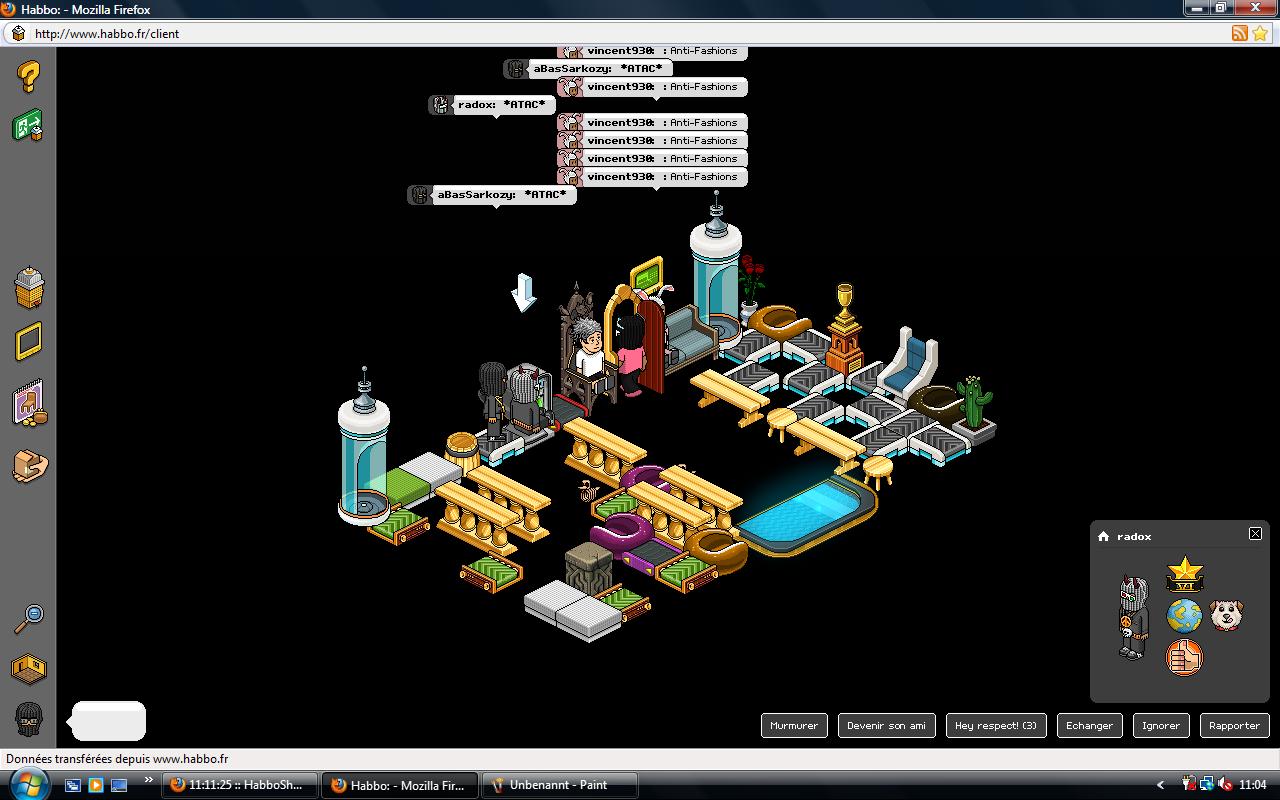 Habbo: - Mozilla Firefox
http://www.habbo.fr/client
vincent930: : Anti-Fashions
aBasSarkozy: *ATAC*
vincent930: : Anti-Fashions
radox: *ATAC*
vincent930: : Anti-Fashions
vincent930: : Anti-Fashions
vincent930: : Anti-Fashions
vincent930: : Anti-Fashions
aBasSarkozy: *ATAC*
radox
Murmurer
Devenir son ami
Hey respect! (3)
Echanger
Ignorer
Rapporter
Données transférées depuis www.habbo.fr
11:11:25 :: HabboSh...
Habbo: - Mozilla Fir...
Unbenannt - Paint
11:04